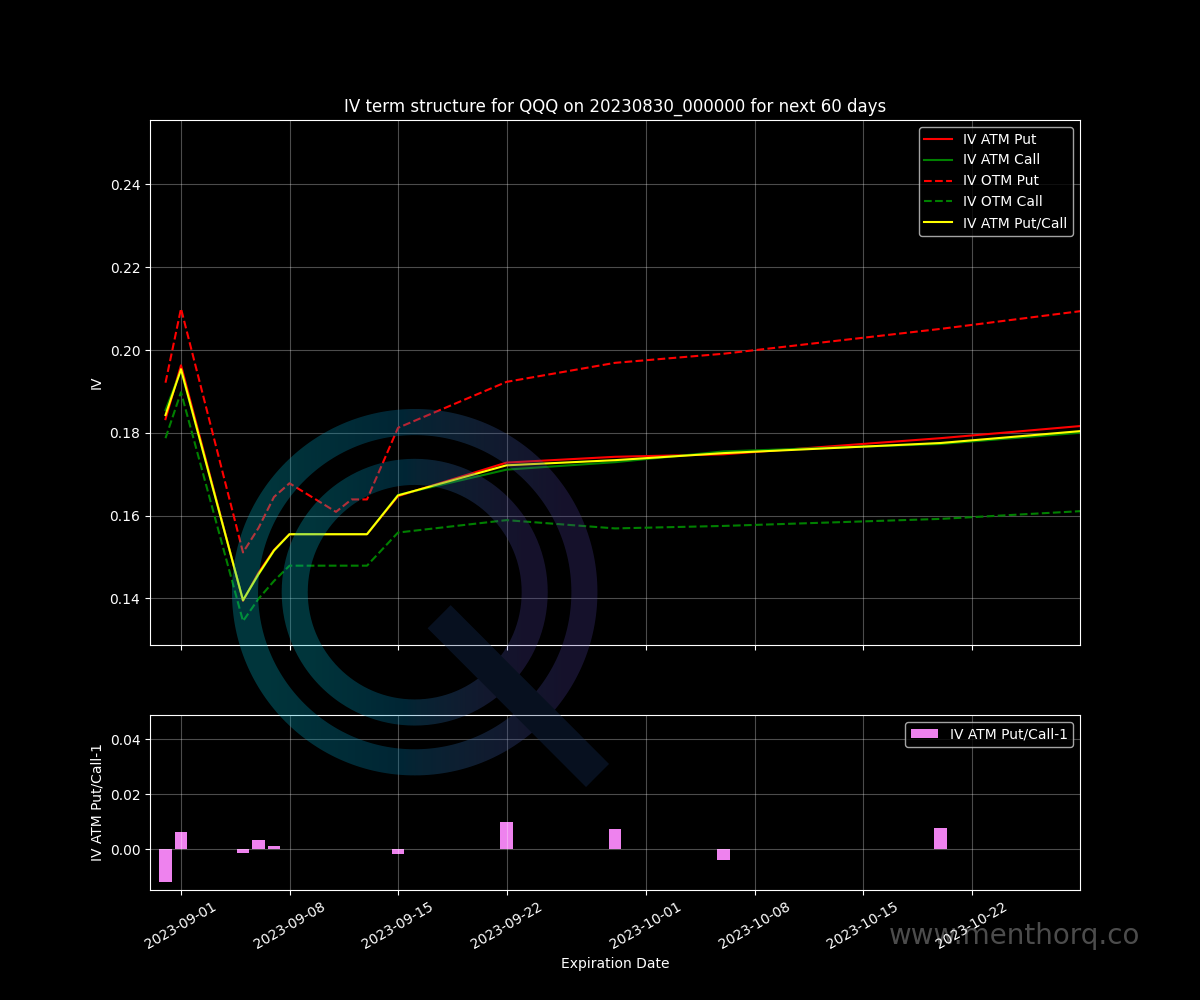 IV term structure for QQQ on 20230830_000000 for next 60 days
IV ATM Put
IV ATM Call
IV OTM Put
IV OTM Call
IV ATM Put/Call
0.24
0.22
0.20
0.18
0.16
0.14
IV
IV ATM Put/Call-1
0.04
0.02
0.00
IV ATM Put/Call-1
2023-09-01
2023-09-08
2023-09-15
2023-09-22
2023-10-01
2023-10-08
2023-10-15
2023-10-22
www.menthorq.co
Expiration Date